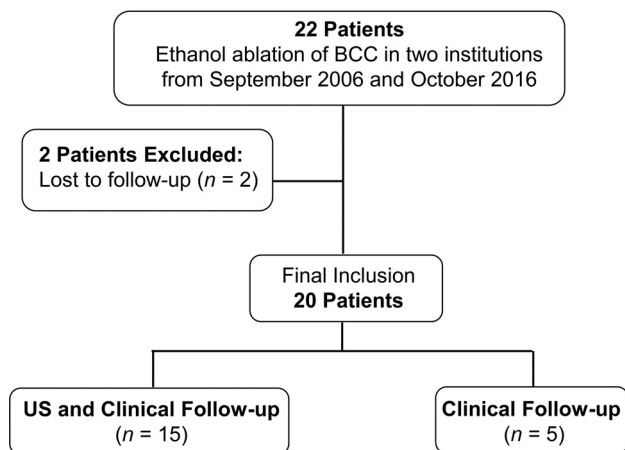 22 Patients
Ethanol ablation of BCC in two institutions
from September 2006 and October 2016
2 Patients Excluded:
Lost to follow-up (n = 2)
Final Inclusion
20 Patients
US and Clinical Follow-up
(n = 15)
Clinical Follow-up
(n = 5)